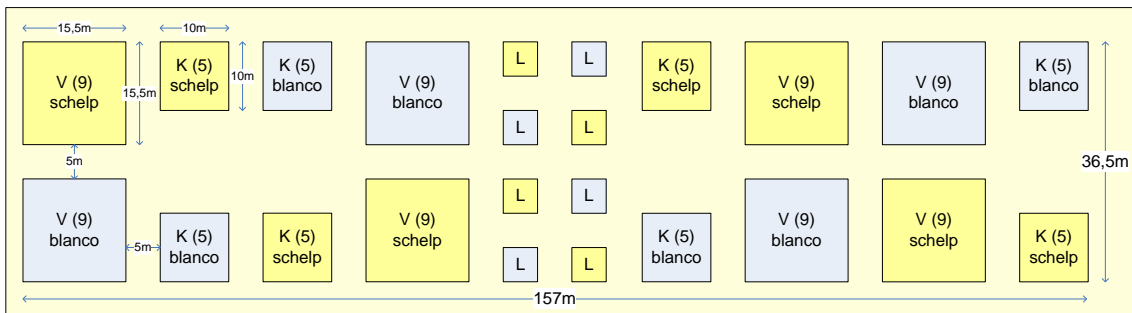 15,5m
10m
V (9)
schelp
15,5m
K (5)
schelp
10m
K (5)
blanco
V (9)
blanco
L
L
K (5)
schelp
V (9)
schelp
V (9)
blanco
K (5)
blanco
L
L
5m
36,5m
V (9)
blanco
5m
K (5)
blanco
K (5)
schelp
V (9)
schelp
L
L
K (5)
blanco
V (9)
blanco
V (9)
schelp
K (5)
schelp
L
L
157m